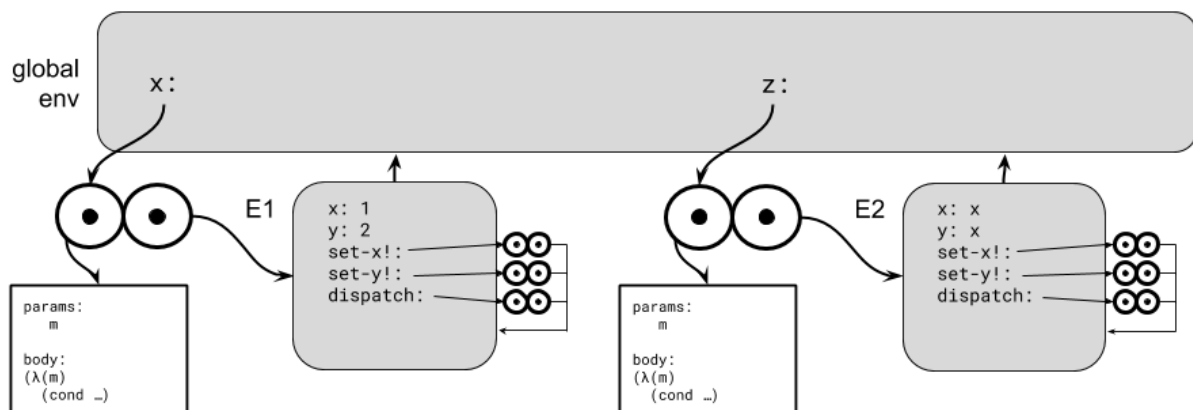 global
env
x:
z:
E1
x: 1
y: 2
set-x!:
set-y!:
dispatch:
params:
m
body:
(λ(m)
(cond …)
E2
x: x
y: x
set-x!:
set-y!:
dispatch:
params:
m
body:
(λ(m)
(cond …)